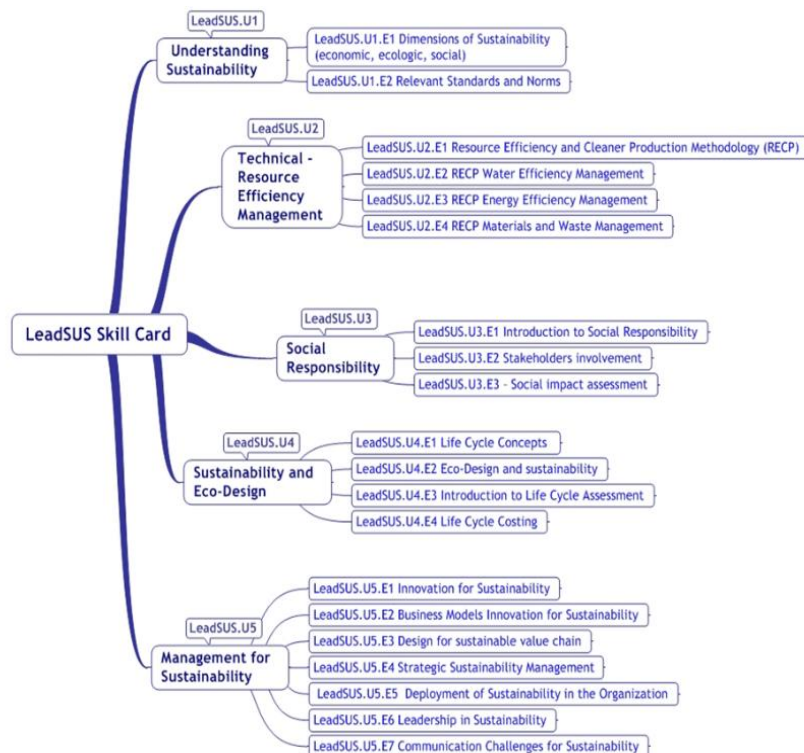 LeadSUS Skill Card
LeadSUS.U1
Understanding
Sustainability
LeadSUS.U1.E1 Dimensions of Sustainability
(economic, ecologic, social)
LeadSUS.U1.E2 Relevant Standards and Norms
LeadSUS.U2
Technical -
Resource
Efficiency
Management
LeadSUS.U2.E1 Resource Efficiency and Cleaner Production Methodology (RECP)
LeadSUS.U2.E2 RECP Water Efficiency Management
LeadSUS.U2.E3 RECP Energy Efficiency Management
LeadSUS.U2.E4 RECP Materials and Waste Management
LeadSUS.U3
Social
Responsibility
LeadSUS.U3.E1 Introduction to Social Responsibility
LeadSUS.U3.E2 Stakeholders involvement
LeadSUS.U3.E3 - Social impact assessment
LeadSUS.U4
Sustainability and
Eco-Design
LeadSUS.U4.E1 Life Cycle Concepts
LeadSUS.U4.E2 Eco-Design and sustainability
LeadSUS.U4.E3 Introduction to Life Cycle Assessment
LeadSUS.U4.E4 Life Cycle Costing
LeadSUS.U5
Management for
Sustainability
LeadSUS.U5.E1 Innovation for Sustainability
LeadSUS.U5.E2 Business Models Innovation for Sustainability
LeadSUS.U5.E3 Design for sustainable value chain
LeadSUS.U5.E4 Strategic Sustainability Management
LeadSUS.U5.E5 Deployment of Sustainability in the Organization
LeadSUS.U5.E6 Leadership in Sustainability
LeadSUS.U5.E7 Communication Challenges for Sustainability